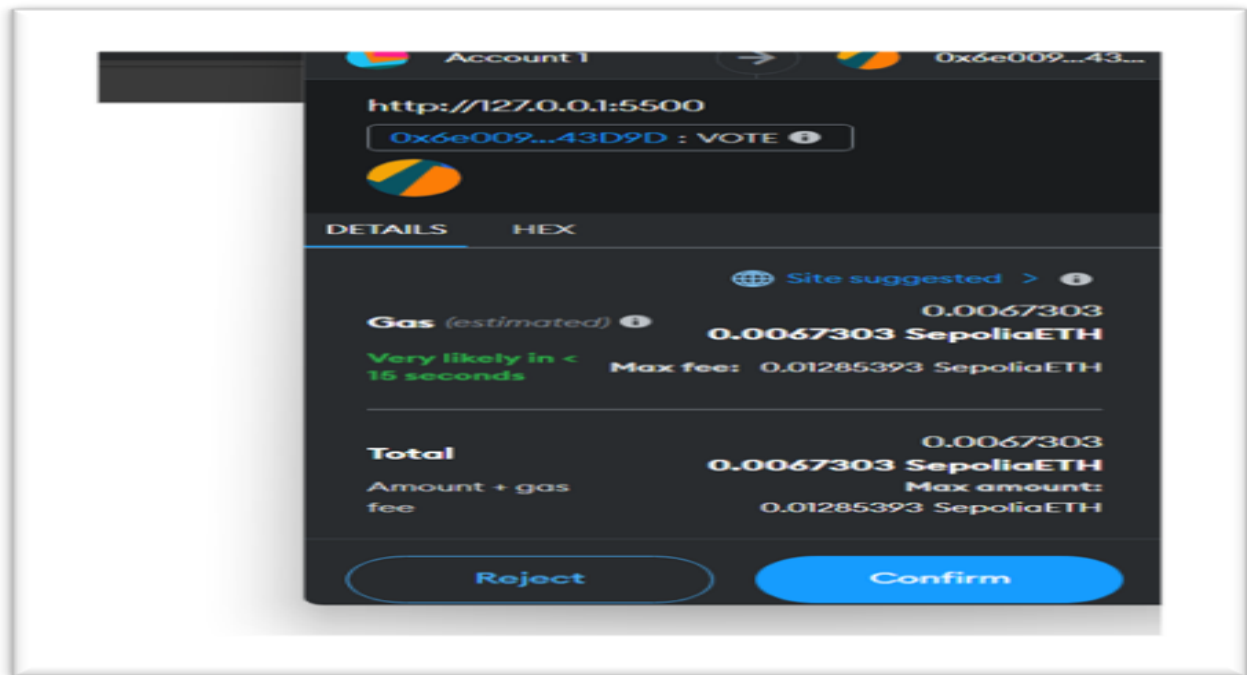 Account 1 0x6e009...43...
http://127.0.0.1:5500
0x6e009...43D9D : VOTE
DETAILS HEX
Site suggested >
0.0067303
Gas (estimated) 0.0067303 SepoliaETH
Very likely in < 15 seconds Max fee: 0.01285393 SepoliaETH
0.0067303
Total 0.0067303 SepoliaETH
Amount + gas fee Max amount:
0.01285393 SepoliaETH
Reject Confirm